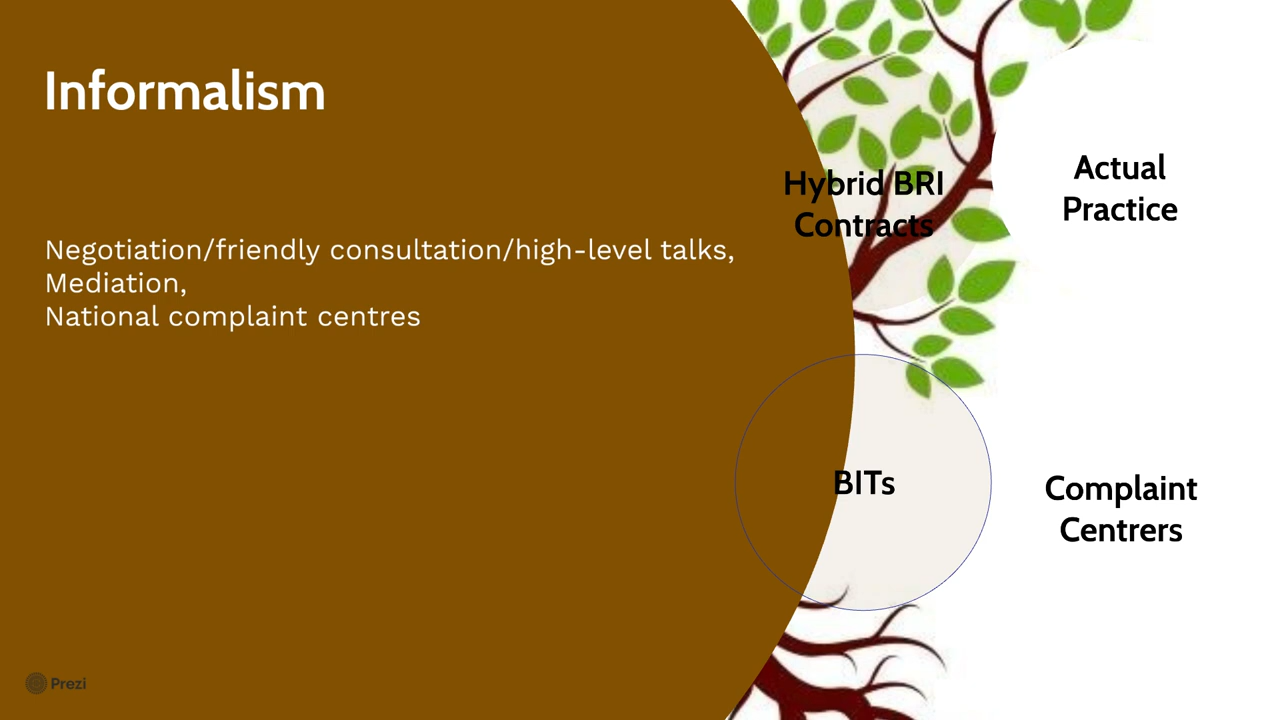 Informalism
Negotiation/friendly consultation/high-level talks,
Mediation,
National complaint centres
Hybrid BRI
Contracts
Actual
Practice
BITs
Complaint
Centrers
Prezi